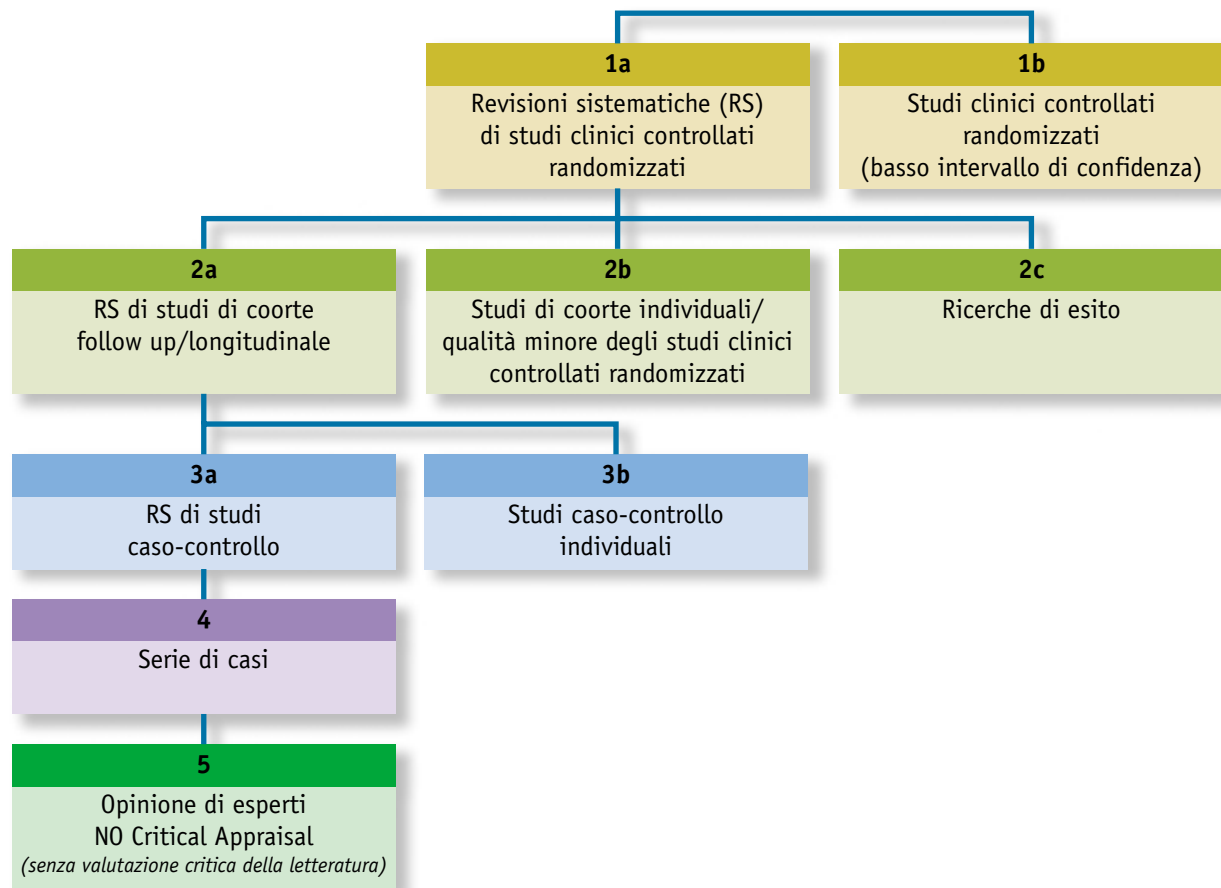 1a
Revisioni sistematiche (RS)
di studi clinici controllati
randomizzati
1b
Studi clinici controllati
randomizzati
(basso intervallo di confidenza)
2a
RS di studi di coorte
follow up/longitudinale
2b
Studi di coorte individuali/
qualità minore degli studi clinici
controllati randomizzati
2c
Ricerche di esito
3a
RS di studi
caso-controllo
3b
Studi caso-controllo
individuali
4
Serie di casi
5
Opinione di esperti
NO Critical Appraisal
(senza valutazione critica della letteratura)